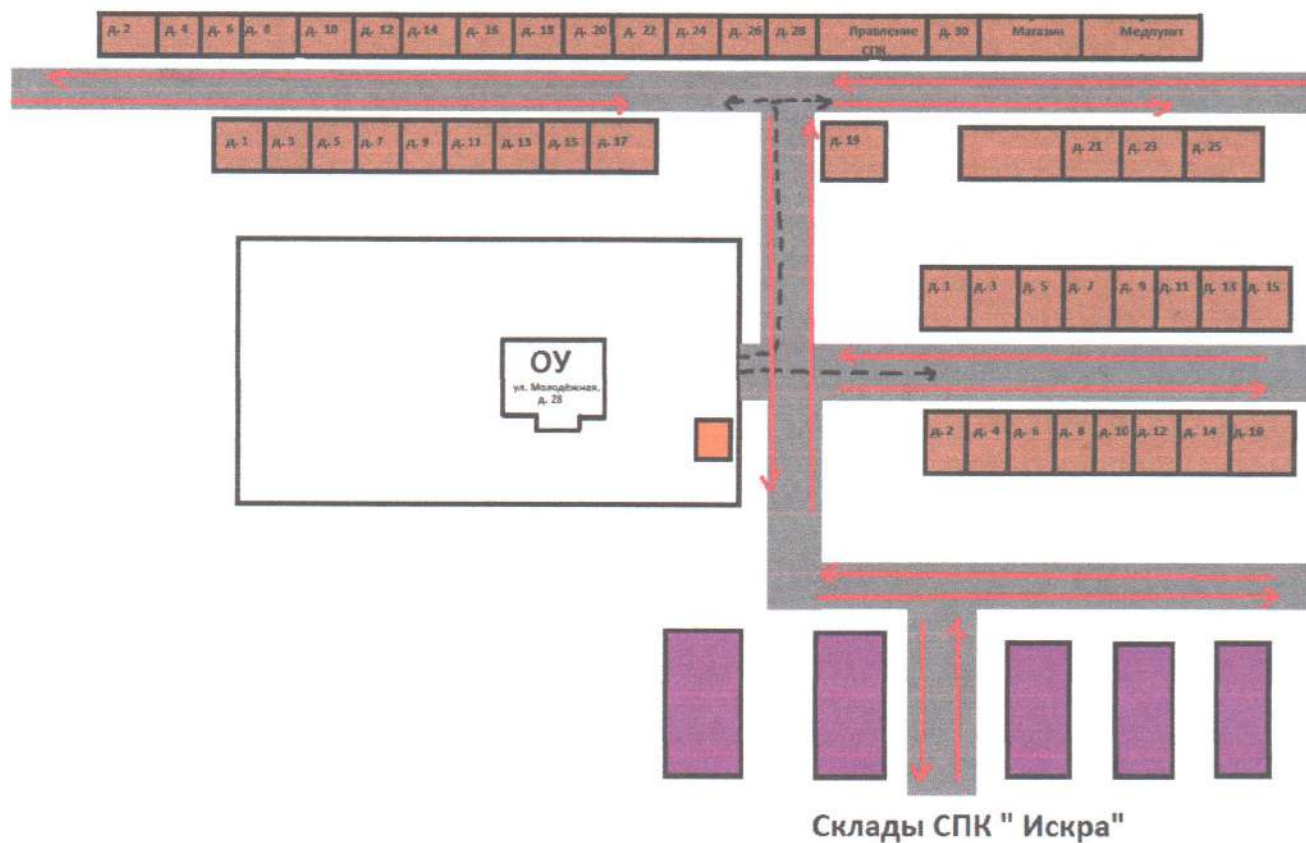 д. 2 д. 4 д. 6 д. 8 д. 10 д. 12 д. 14 д. 16 д. 18 д. 20 д. 22 д. 24 д. 26 д. 28 Правление д. 30 Магазин Медпункт
СПК
д. 1 д. 3 д. 5 д. 7 д. 9 д. 11 д. 13 д. 15 д. 17 д. 19 д. 21 д. 23 д. 25
д. 1 д. 3 д. 5 д. 7 д. 9 д. 11 д. 13 д. 15
ОУ
ул. Молодёжная,
д. 28
д. 2 д. 4 д. 6 д. 8 д. 10 д. 12 д. 14 д. 16
Склады СПК " Искра"